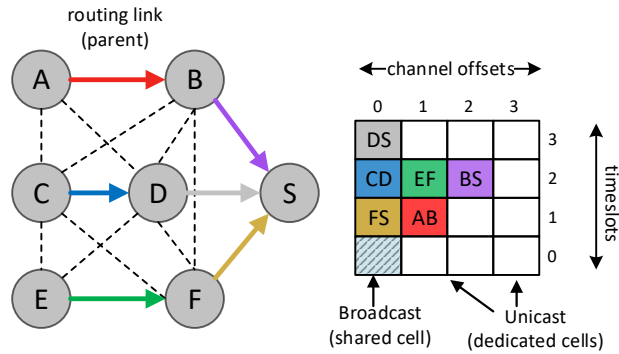 routing link
(parent)
A
B
C
D
S
E
F
channel offsets
0 1 2 3
DS
3
CD EF BS
2
FS AB
1
0
timeslots
Broadcast
(shared cell)
Unicast
(dedicated cells)